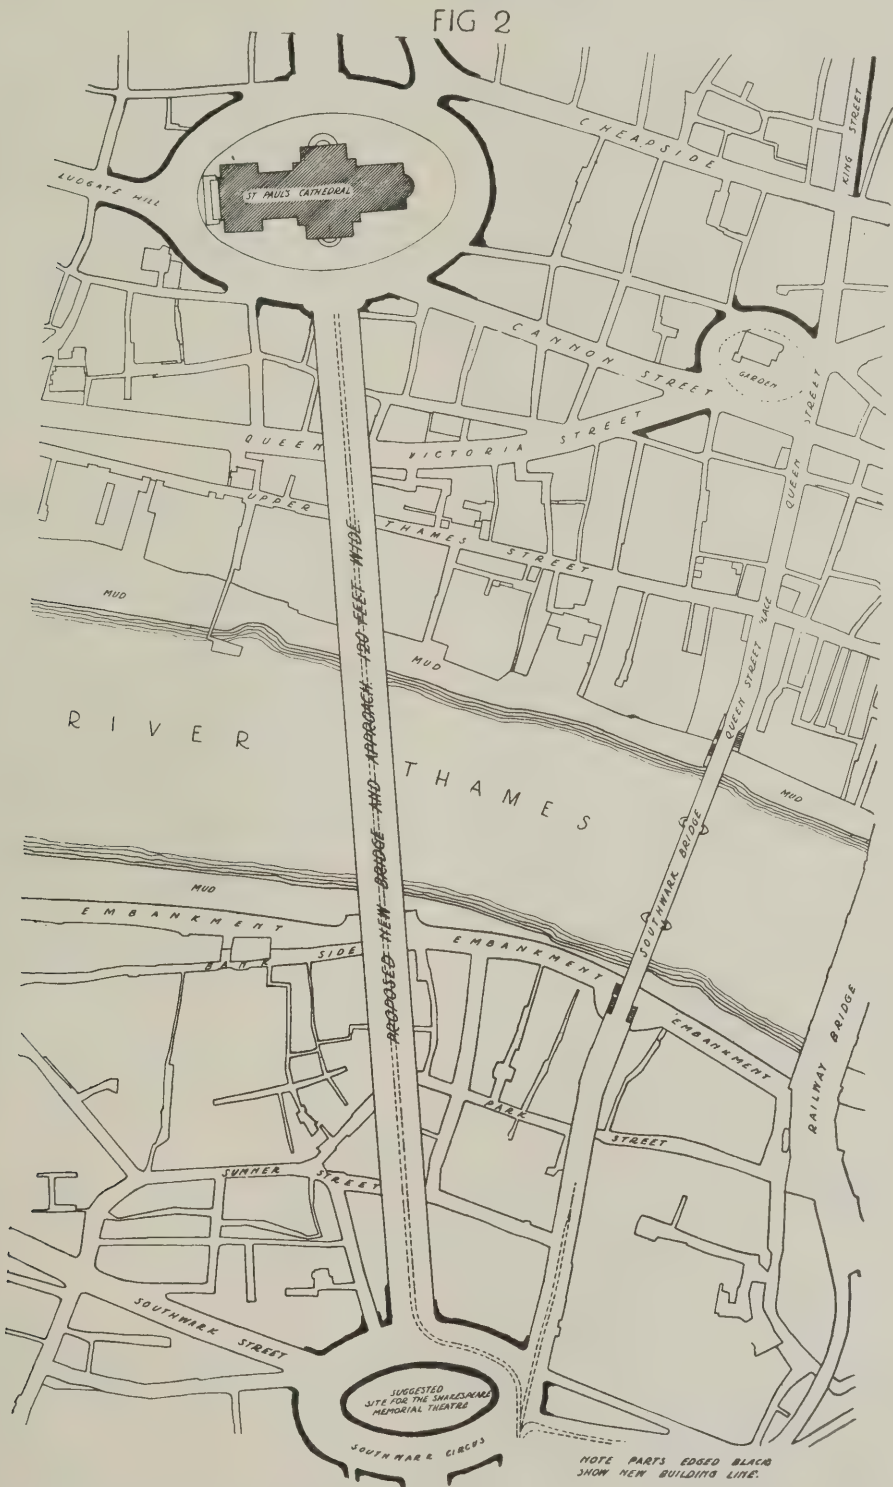 FIG 2
CHEAPSIDE
KING STREET
LUDGATE HILL
ST PAUL'S CATHEDRAL
CANNON STREET
GARDEN
QUEEN STREET
QUEEN VICTORIA STREET
UPPER THAMES STREET
MUD
MUD
QUEEN STREET PLACE
RIVER THAMES
MUD
PROPOSED NEW BRIDGE AND APPROACH 120 FEET WIDE
SOUTHWARK BRIDGE
MUD
EMBANKMENT
BANK SIDE
EMBANKMENT
EMBANKMENT
RAILWAY BRIDGE
PARK STREET
SUMNER STREET
SOUTHWARK STREET
SUGGESTED
SITE FOR THE SHAKESPEARE
MEMORIAL THEATRE
SOUTHWARK CIRCUS
NOTE PARTS EDGED BLACK
SHOW NEW BUILDING LINE.